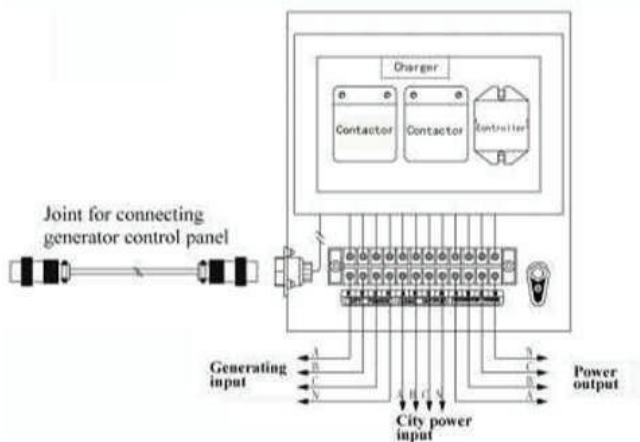 Charger
Contactor
Contactor
Controller
Joint for connecting
generator control panel
A
B
C
N
Generating
input
A B C N
City power
input
N
C
B
A
Power
output